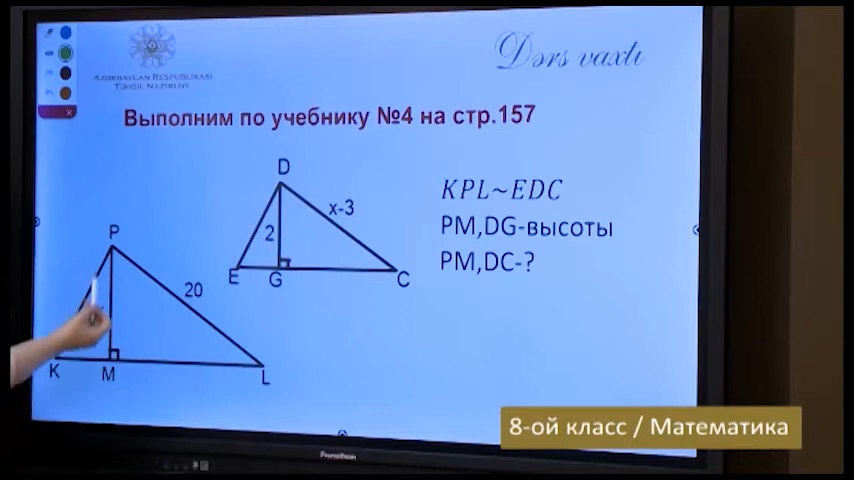 Dərs vaxtı
AZƏRBAYCAN RESPUBLİKASI
TƏHSİL NAZİRLİYİ
Выполним по учебнику №4 на стр.157
D
x-3
2
E
G
C
KPL~EDC
PM,DG-высоты
PM,DC-?
P
20
K
M
L
8-ой класс / Математика
Promethean